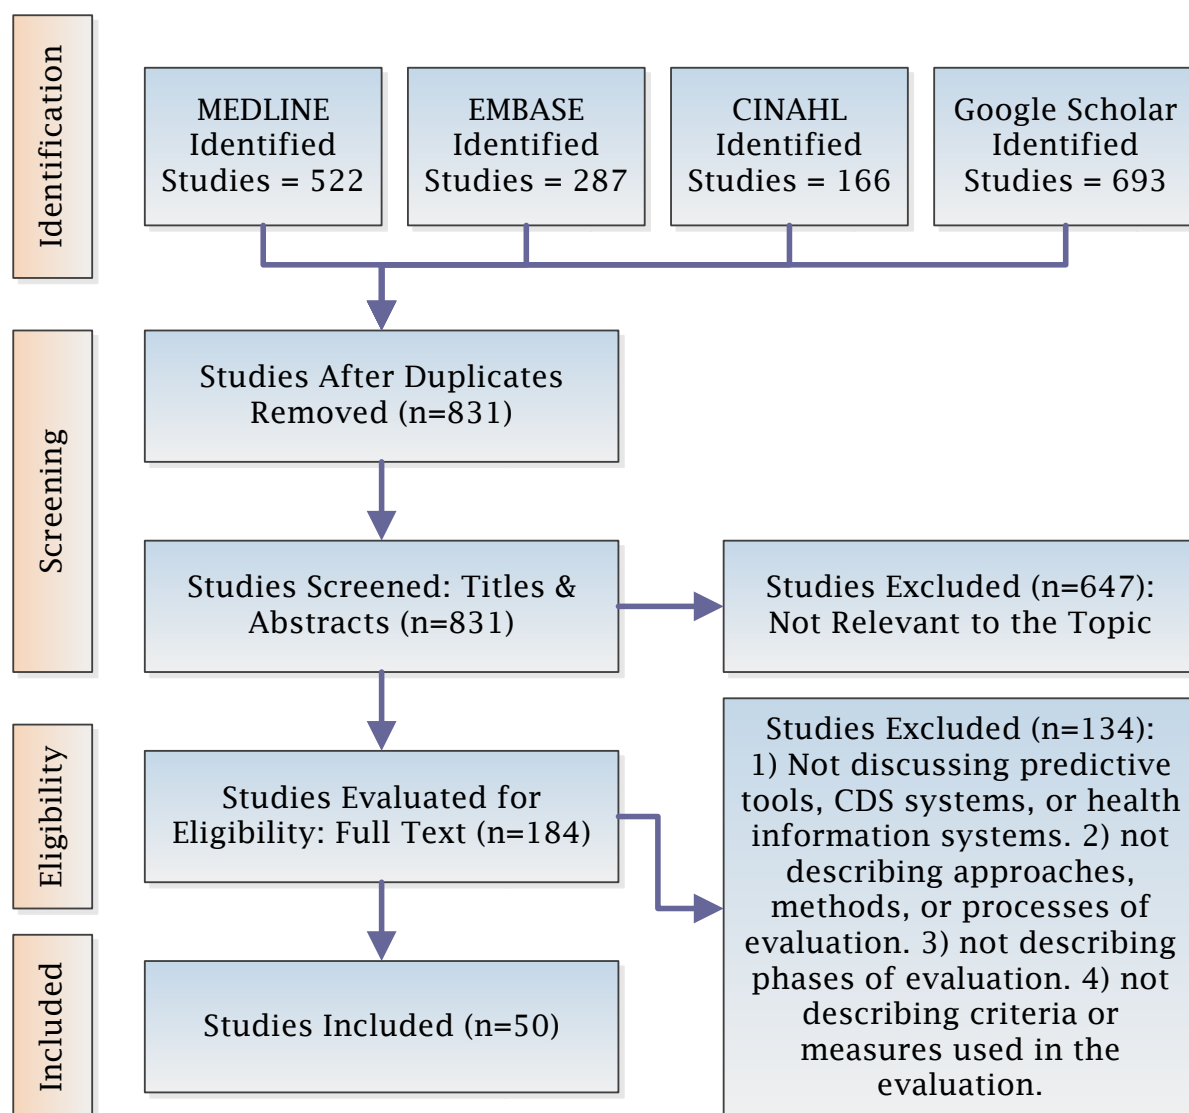 Identification
MEDLINE
Identified
Studies = 522
EMBASE
Identified
Studies = 287
CINAHL
Identified
Studies = 166
Google Scholar
Identified
Studies = 693
Screening
Studies After Duplicates
Removed (n=831)
Studies Screened: Titles &
Abstracts (n=831)
Studies Excluded (n=647):
Not Relevant to the Topic
Eligibility
Studies Evaluated for
Eligibility: Full Text (n=184)
Studies Excluded (n=134):
1) Not discussing predictive
tools, CDS systems, or health
information systems. 2) not
describing approaches,
methods, or processes of
evaluation. 3) not describing
phases of evaluation. 4) not
describing criteria or
measures used in the
evaluation.
Included
Studies Included (n=50)